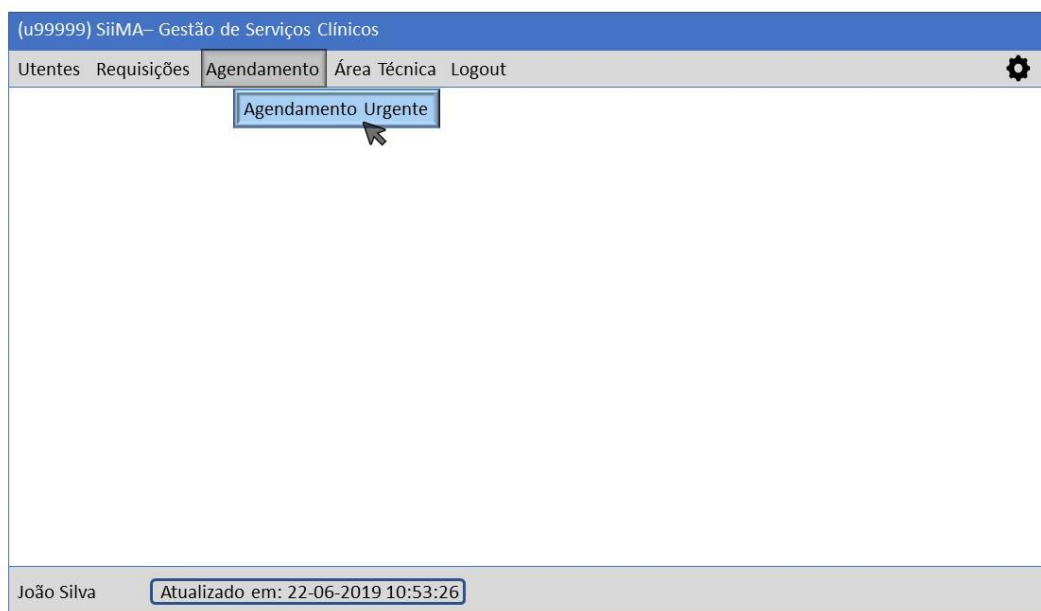 (u99999) SiiMA– Gestão de Serviços Clínicos
Utentes Requisições Agendamento Área Técnica Logout
Agendamento Urgente
João Silva Atualizado em: 22-06-2019 10:53:26